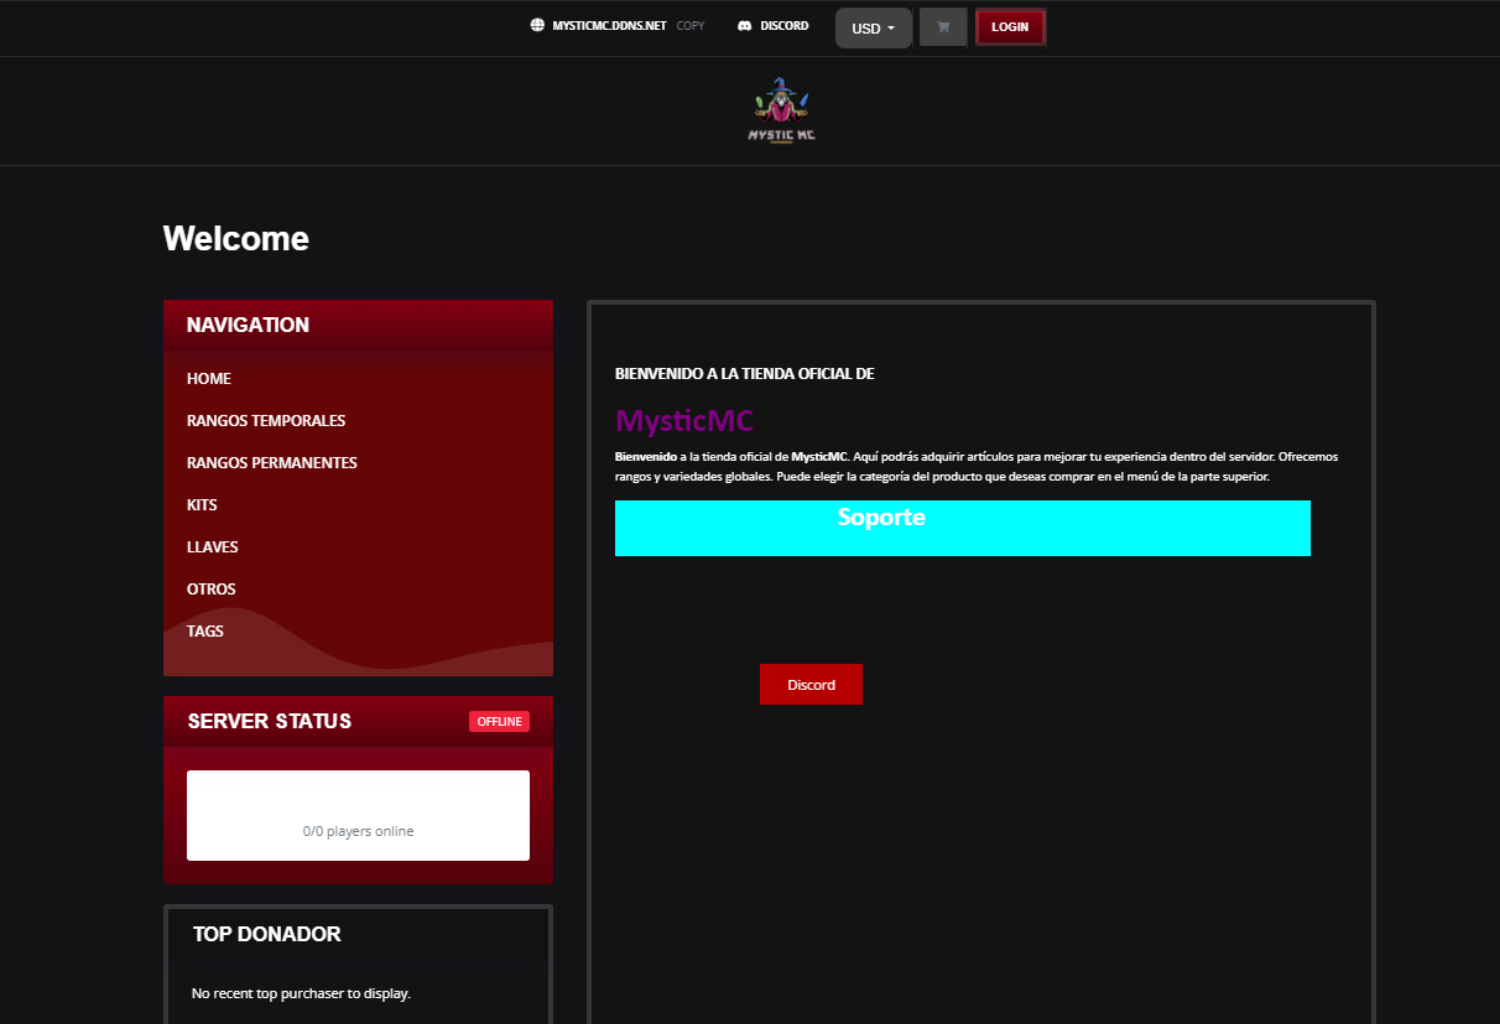 MYSTICMC.DDNS.NET COPY DISCORD USD LOGIN
MYSTIC MC
Welcome
NAVIGATION
HOME
RANGOS TEMPORALES
RANGOS PERMANENTES
KITS
LLAVES
OTROS
TAGS
SERVER STATUS OFFLINE
0/0 players online
TOP DONADOR
No recent top purchaser to display.
BIENVENIDO A LA TIENDA OFICIAL DE
MysticMC
Bienvenido a la tienda oficial de MysticMC. Aquí podrás adquirir artículos para mejorar tu experiencia dentro del servidor. Ofrecemos
rangos y variedades globales. Puede elegir la categoría del producto que deseas comprar en el menú de la parte superior.
Soporte
Discord